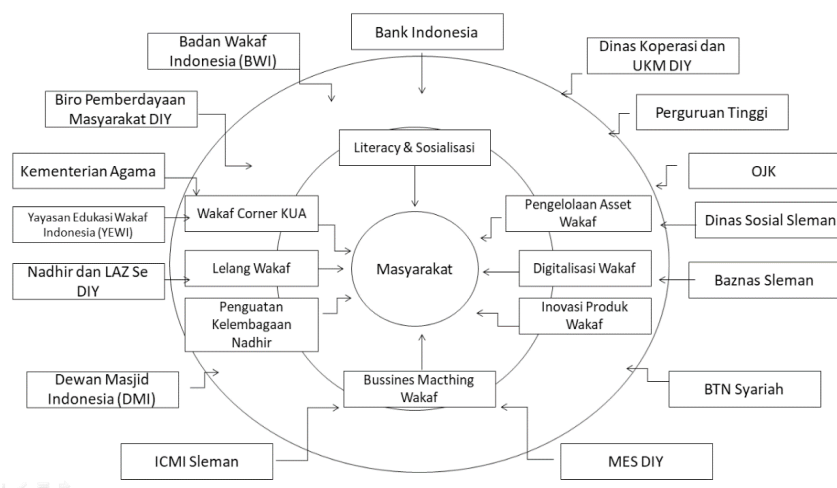 Bank Indonesia
Badan Wakaf
Indonesia (BWI)
Dinas Koperasi dan
UKM DIY
Biro Pemberdayaan
Masyarakat DIY
Perguruan Tinggi
Literacy & Sosialisasi
Kementerian Agama
OJK
Wakaf Corner KUA
Pengelolaan Asset
Wakaf
Yayasan Edukasi Wakaf
Indonesia (YEWI)
Dinas Sosial Sleman
Nadhir dan LAZ Se
DIY
Lelang Wakaf
Masyarakat
Digitalisasi Wakaf
Baznas Sleman
Penguatan
Kelembagaan
Nadhir
Inovasi Produk
Wakaf
Dewan Masjid
Indonesia (DMI)
Bussines Macthing
Wakaf
BTN Syariah
ICMI Sleman
MES DIY